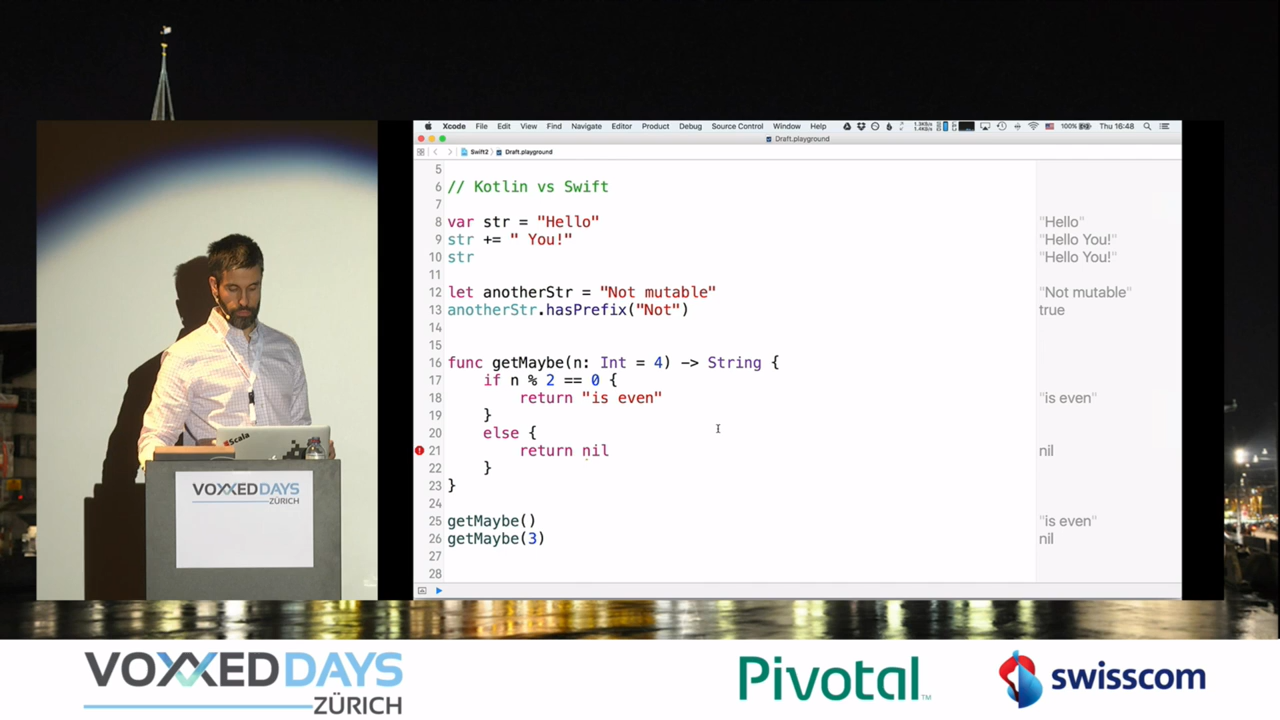 Xcode File Edit View Find Navigate Editor Product Debug Source Control Window Help 100% Thu 16:48
Draft.playground
Swift2 Draft.playground
5
6 // Kotlin vs Swift
7
8 var str = "Hello" "Hello"
9 str += " You!" "Hello You!"
10 str "Hello You!"
11
12 let anotherStr = "Not mutable" "Not mutable"
13 anotherStr.hasPrefix("Not") true
14
15
16 func getMaybe(n: Int = 4) -> String {
17 if n % 2 == 0 {
18 return "is even" "is even"
19 }
20 else {
21 return nil nil
22 }
23 }
24
25 getMaybe() "is even"
26 getMaybe(3) nil
27
28
#Scala
VOXXED DAYS
ZÜRICH
VOXXED DAYS
ZÜRICH
Pivotal™
swisscom